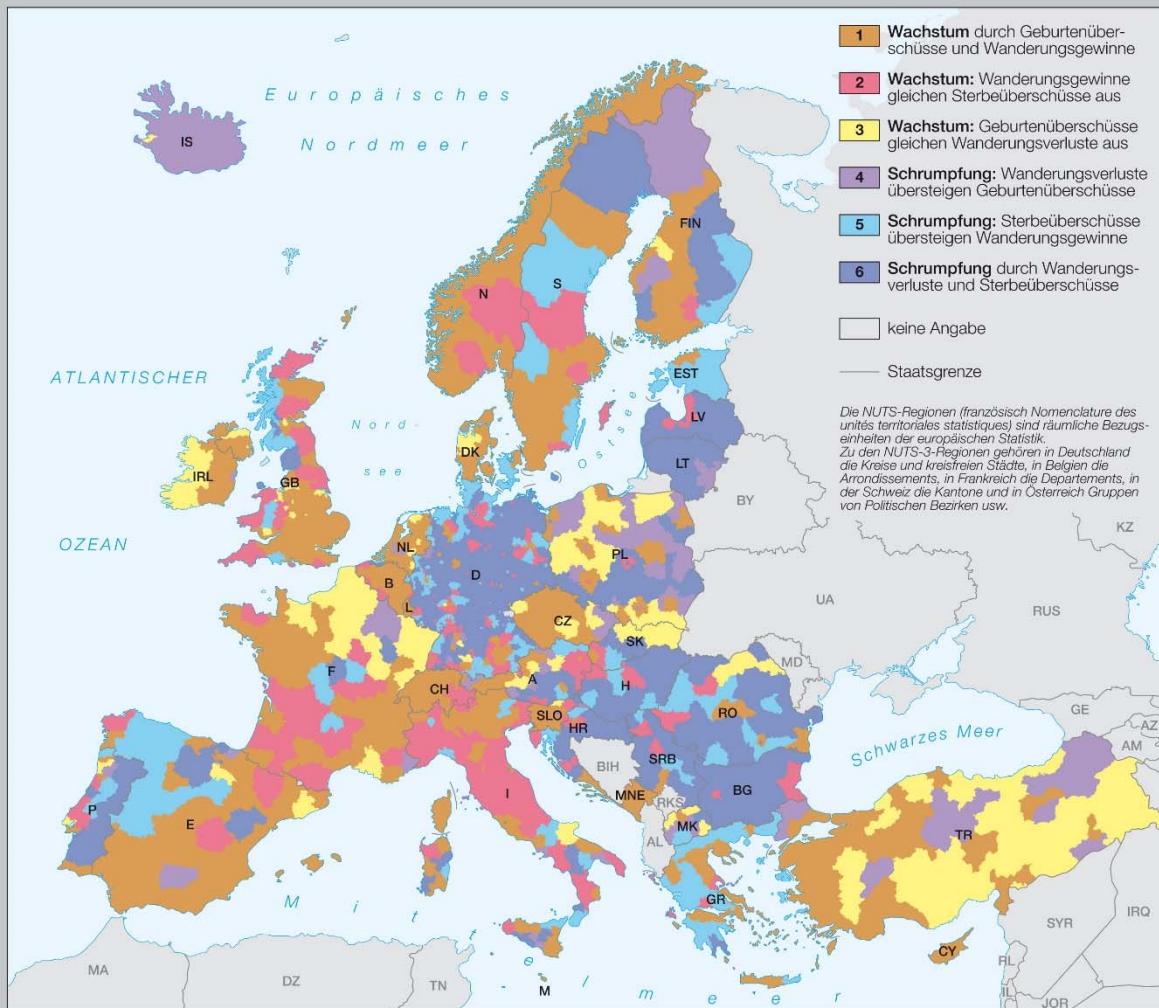 1 Wachstum durch Geburtenüber-
schüsse und Wanderungsgewinne
2 Wachstum: Wanderungsgewinne
gleichen Sterbeüberschüsse aus
3 Wachstum: Geburtenüberschüsse
gleichen Wanderungsverluste aus
4 Schrumpfung: Wanderungsverluste
übersteigen Geburtenüberschüsse
5 Schrumpfung: Sterbeüberschüsse
übersteigen Wanderungsgewinne
6 Schrumpfung durch Wanderungs-
verluste und Sterbeüberschüsse
keine Angabe
Staatsgrenze
Die NUTS-Regionen (französisch Nomenclature des
unités territoriales statistiques) sind räumliche Bezugs-
einheiten der europäischen Statistik.
Zu den NUTS-3-Regionen gehören in Deutschland
die Kreise und kreisfreien Städte, in Belgien die
Arrondissements, in Frankreich die Departements, in
der Schweiz die Kantone und in Österreich Gruppen
von Politischen Bezirken usw.
Europäisches
Nordmeer
IS
FIN
N
S
ATLANTISCHER
OZEAN
Nord-
see
Ostsee
EST
LV
LT
DK
IRL
GB
BY
KZ
NL
D
PL
B
L
UA
RUS
CZ
SK
MD
F
CH
A
H
RO
SLO
HR
GE
AZ
AM
Schwarzes Meer
BIH
SRB
BG
P
E
I
MNE
RKS
MK
AL
TR
GR
Mittelmeer
SYR
IRQ
CY
RL
IL
JOR
MA
DZ
TN
M